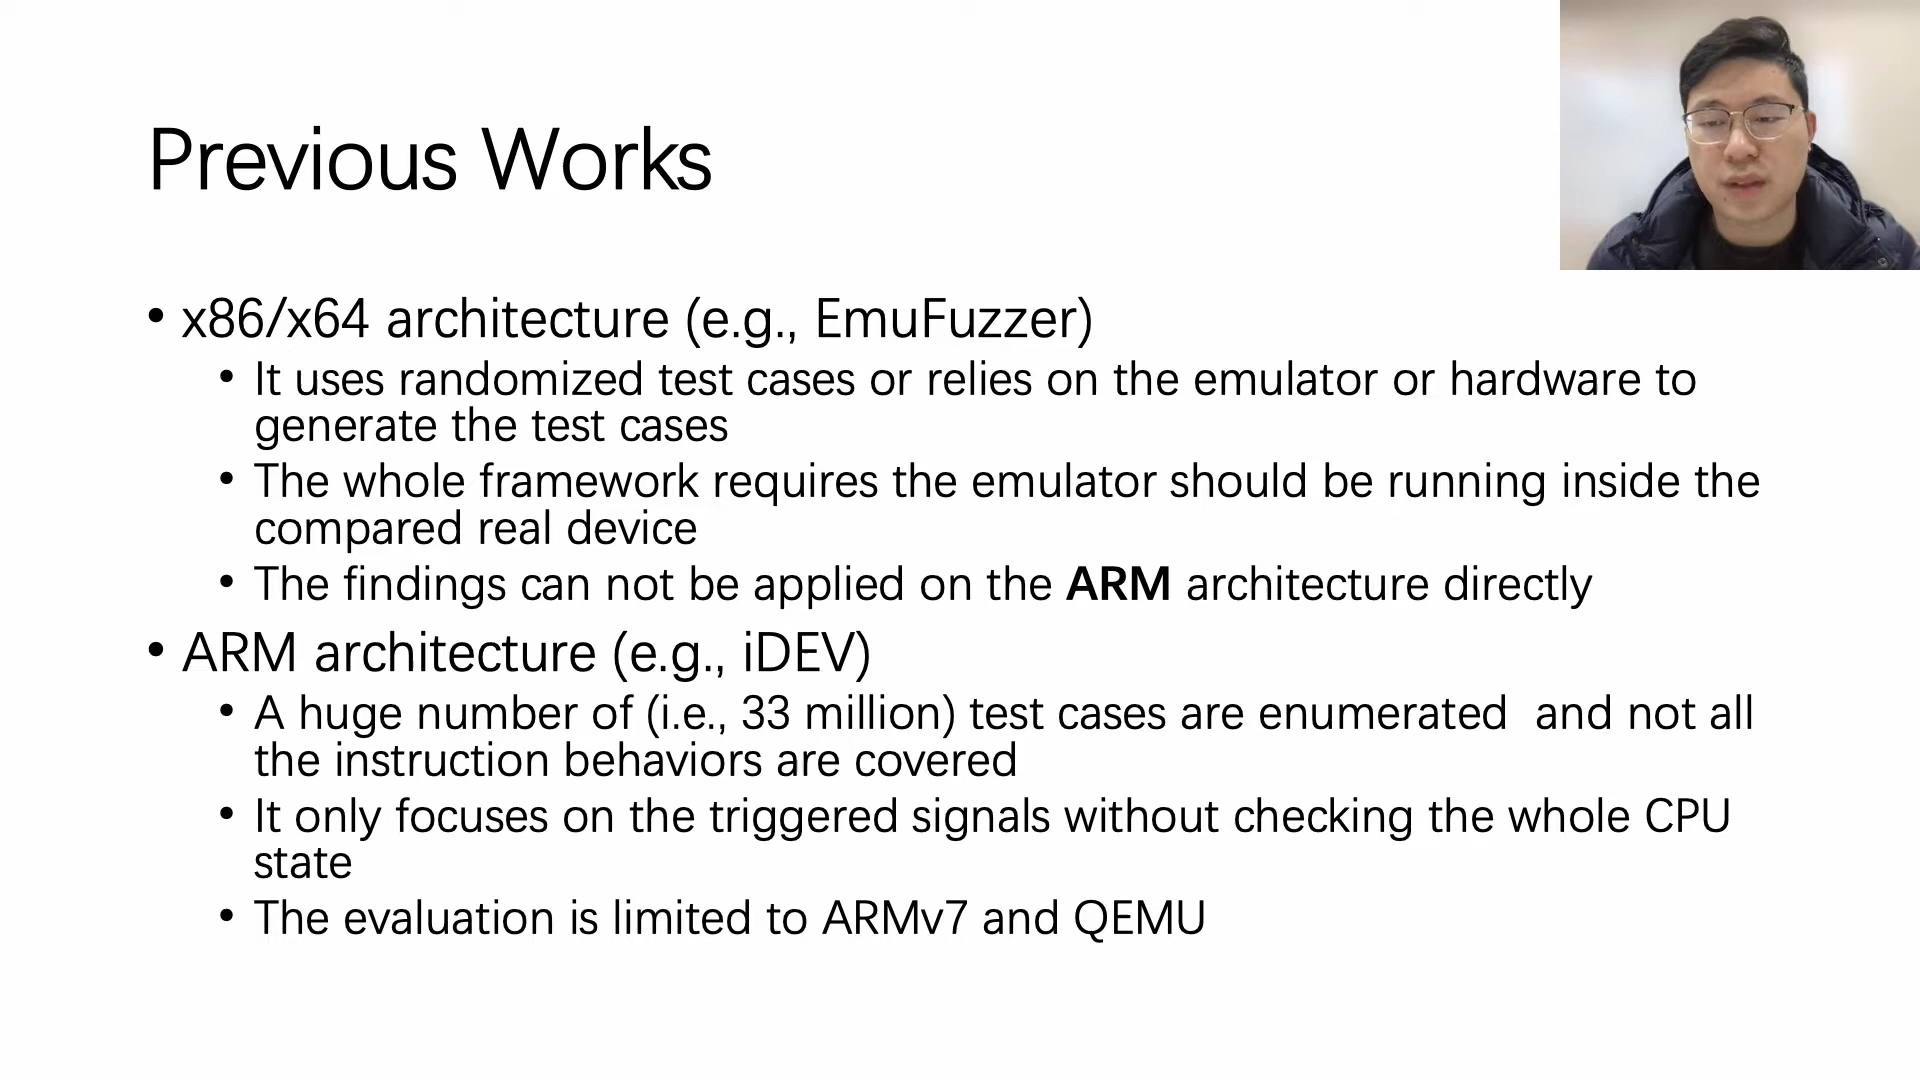 Previous Works
• x86/x64 architecture (e.g., EmuFuzzer)
• It uses randomized test cases or relies on the emulator or hardware to
generate the test cases
• The whole framework requires the emulator should be running inside the
compared real device
• The findings can not be applied on the ARM architecture directly
• ARM architecture (e.g., iDEV)
• A huge number of (i.e., 33 million) test cases are enumerated  and not all
the instruction behaviors are covered
• It only focuses on the triggered signals without checking the whole CPU
state
• The evaluation is limited to ARMv7 and QEMU